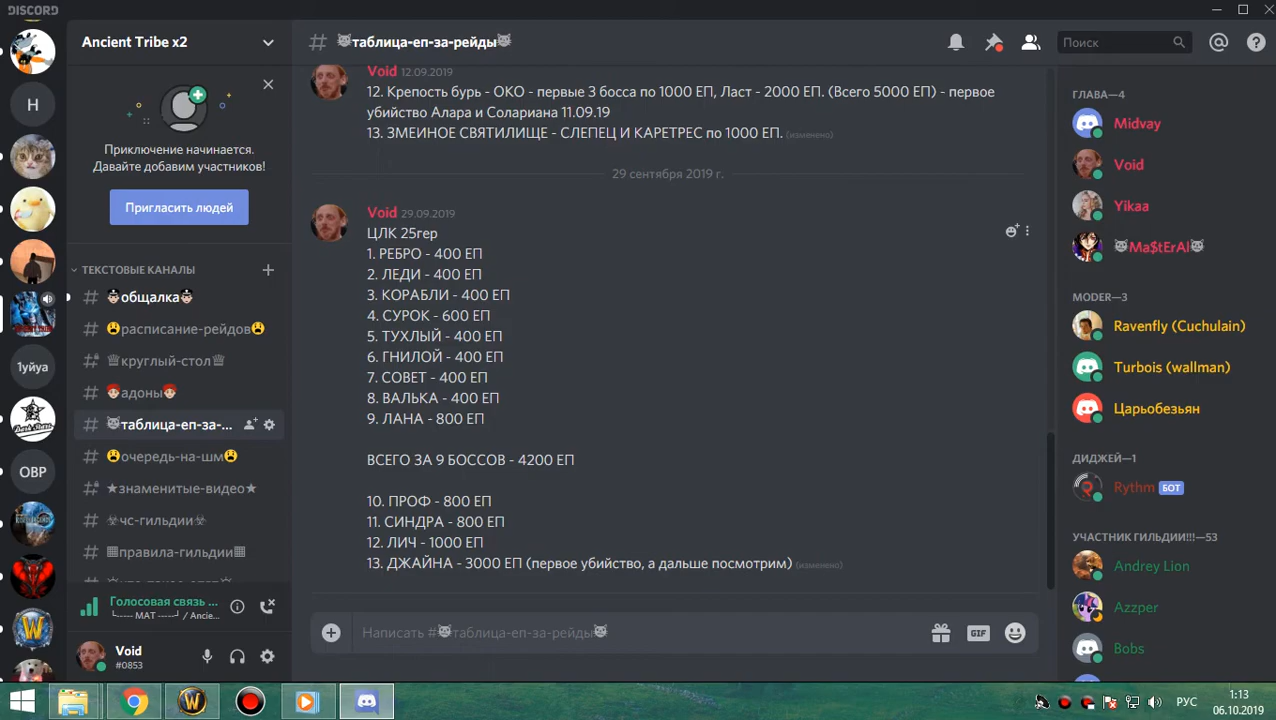 DISCORD
Ancient Tribe x2
Приключение начинается.
Давайте добавим участников!
Пригласить людей
ТЕКСТОВЫЕ КАНАЛЫ
общалка
расписание-рейдов
круглый-стол
адоны
таблица-еп-за-...
очередь-на-шм
★знаменитые-видео★
чс-гильдии
правила-гильдии
Голосовая связь ...
└----- МАТ -----┘ / Ancie...
Void
#0853
H
1уйуа
OBP
# таблица-еп-за-рейды
Поиск
Void 12.09.2019
12. Крепость бурь - ОКО - первые 3 босса по 1000 ЕП, Ласт - 2000 ЕП. (Всего 5000 ЕП) - первое
убийство Алара и Солариана 11.09.19
13. ЗМЕИНОЕ СВЯТИЛИЩЕ - СЛЕПЕЦ И КАРЕТРЕС по 1000 ЕП. (изменено)
29 сентября 2019 г.
Void 29.09.2019
ЦЛК 25гер
1. РЕБРО - 400 ЕП
2. ЛЕДИ - 400 ЕП
3. КОРАБЛИ - 400 ЕП
4. СУРОК - 600 ЕП
5. ТУХЛЫЙ - 400 ЕП
6. ГНИЛОЙ - 400 ЕП
7. СОВЕТ - 400 ЕП
8. ВАЛЬКА - 400 ЕП
9. ЛАНА - 800 ЕП
ВСЕГО ЗА 9 БОССОВ - 4200 ЕП
10. ПРОФ - 800 ЕП
11. СИНДРА - 800 ЕП
12. ЛИЧ - 1000 ЕП
13. ДЖАЙНА - 3000 ЕП (первое убийство, а дальше посмотрим) (изменено)
Написать #таблица-еп-за-рейды
GIF
ГЛАВА—4
Midvay
Void
Yikaa
Ma$tErAl
MODER—3
Ravenfly (Cuchulain)
Turbois (wallman)
Царьобезьян
ДИДЖЕЙ—1
Rythm БОТ
УЧАСТНИК ГИЛЬДИИ!!!—53
Andrey Lion
Azzper
Bobs
РУС
1:13
06.10.2019